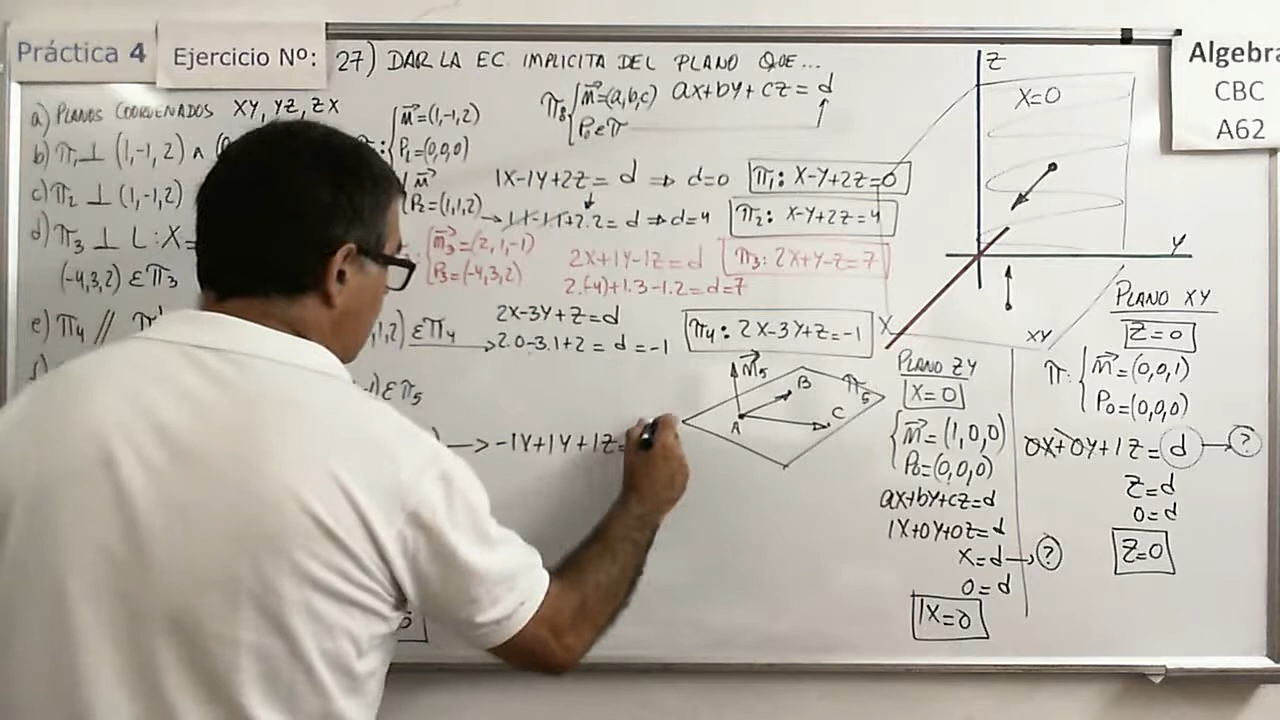 Práctica 4
Ejercicio Nº:
27) DAR LA EC. IMPLICITA DEL PLANO QUE...
Algebra
CBC
A62
a) PLANOS COORDENADOS XY, YZ, ZX
b) π₁ ⊥ (1,-1,2) ∧ (0
c) π₂ ⊥ (1,-1,2)
d) π₃ ⊥ L: X=
(-4,3,2) ε π₃
e) π₄ // π'
1,2) ε π₄
-1) ε π₅
π: { m⃗=(a,b,c) ax+by+cz=d
P₀ ε π
{ m⃗=(1,-1,2)
P₁=(0,0,0)
1X-1Y+2Z= d ⇒ d=0
π₁: X-Y+2Z=0
m⃗
P₂=(1,1,2)
1.1-1.1+2.2=d ⇒ d=4
π₂: X-Y+2Z=4
{ m⃗₃=(2,1,-1)
P₃=(-4,3,2)
2X+1Y-1Z=d
2.(-4)+1.3-1.2=d=7
π₃: 2X+Y-Z=7
2X-3Y+Z=d
2.0-3.1+2=d=-1
π₄: 2X-3Y+Z=-1
m⃗₅
A
B
C
π₅
→ -1Y+1Y+1Z=
Z
X=0
Y
X
XY
PLANO ZY
X=0
{ m⃗=(1,0,0)
P₀=(0,0,0)
ax+by+cz=d
1X+0Y+0Z=d
X=d → ?
0=d
X=0
PLANO XY
Z=0
π: { m⃗=(0,0,1)
P₀=(0,0,0)
0X+0Y+1Z=d → ?
Z=d
0=d
Z=0